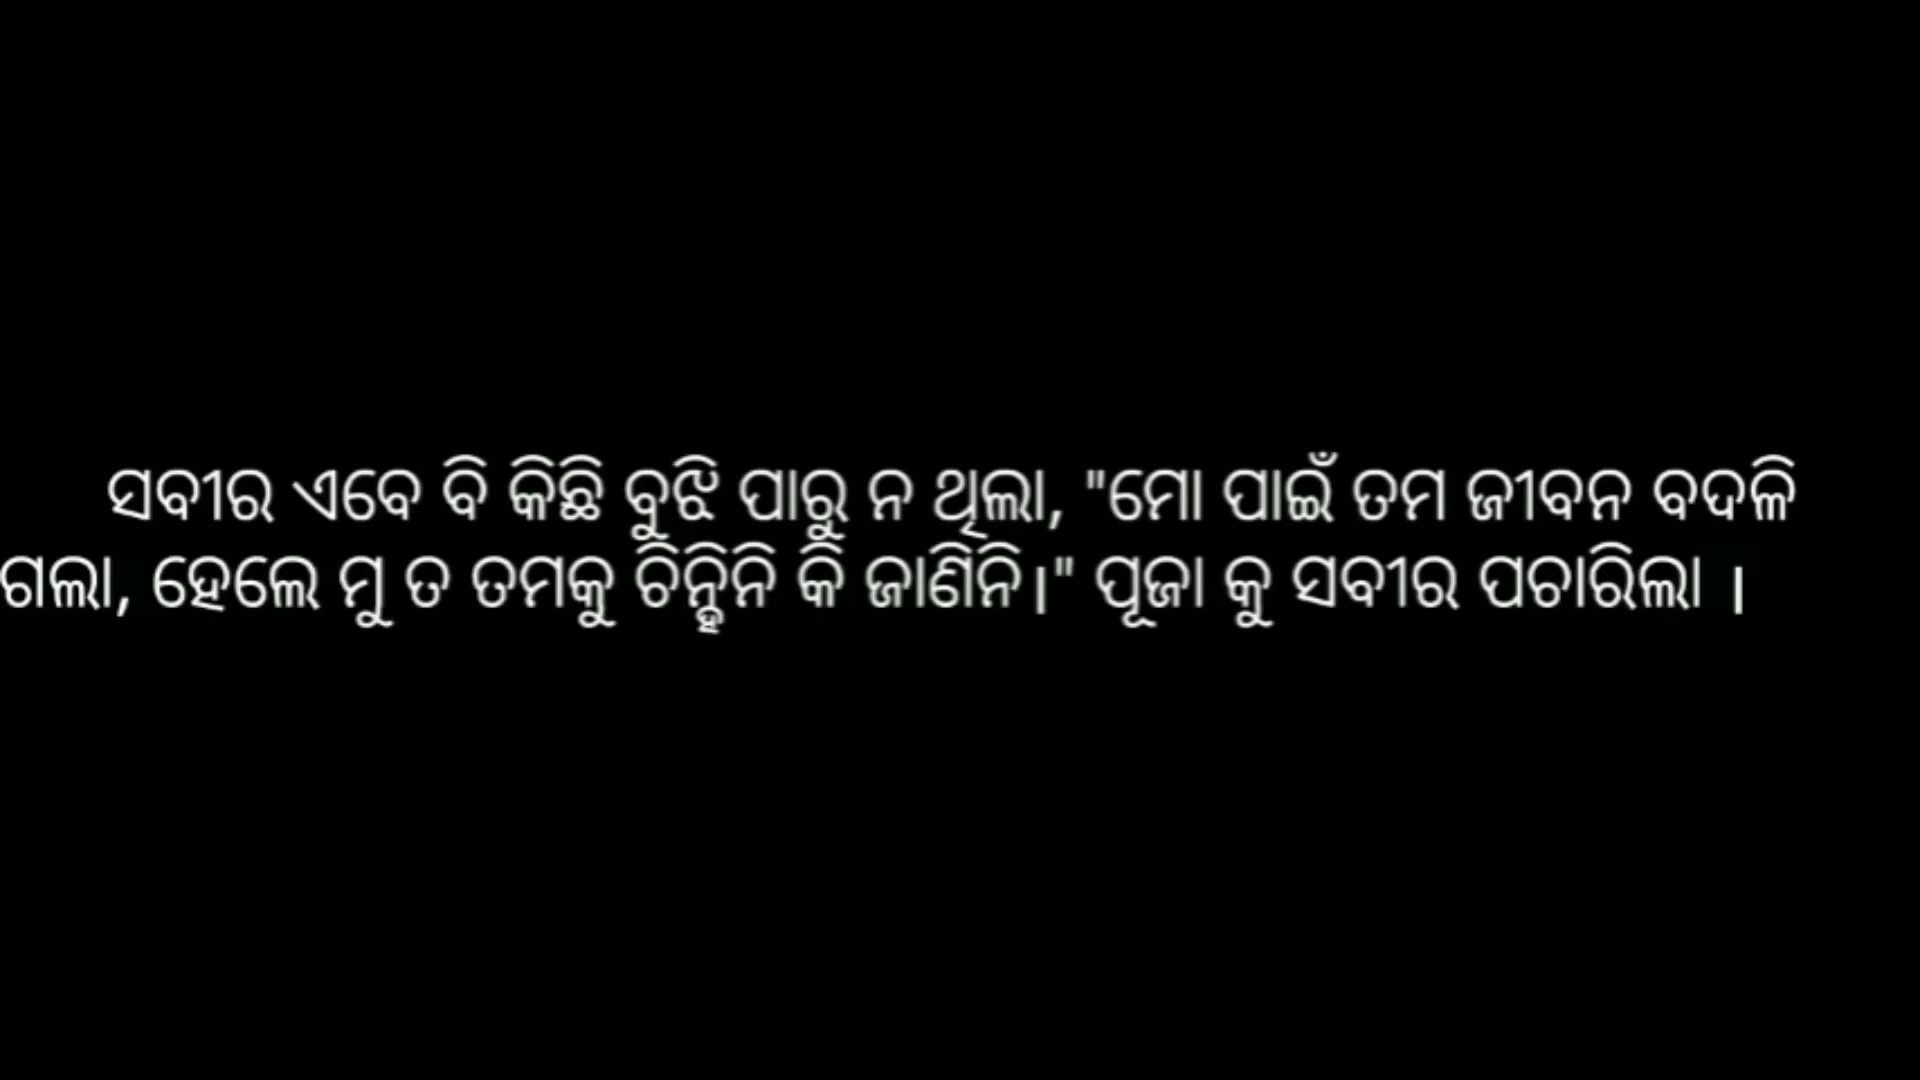 ସବୀର ଏବେ ବି କିଛି ବୁଝି ପାରୁ ନ ଥିଲା, "ମୋ ପାଇଁ ତମ ଜୀବନ ବଦଳି
ଗଲା, ହେଲେ ମୁ ତ ତମକୁ ଚିହ୍ନିନି କି ଜାଣିନି।" ପୂଜା କୁ ସବୀର ପଚାରିଲା ।